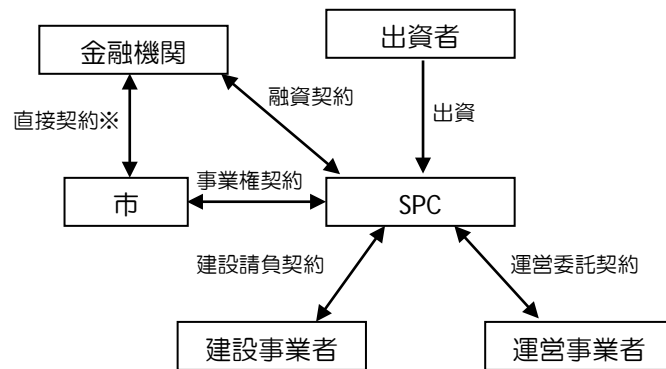 出資者
金融機関
融資契約
直接契約※
出資
事業権契約
市
SPC
建設請負契約
運営委託契約
建設事業者
運営事業者